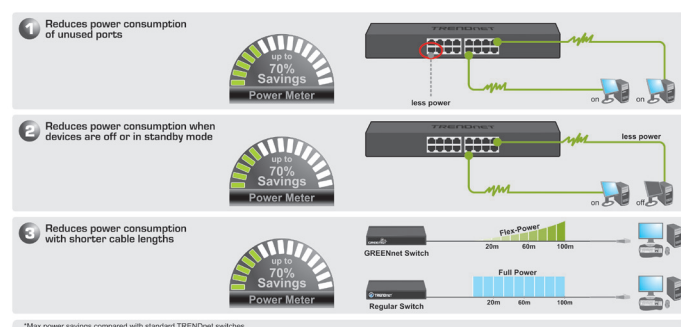 1 Reduces power consumption
of unused ports
up to
70%
Savings
Power Meter
TRENDnet
less power
on
on
2 Reduces power consumption when
devices are off or in standby mode
up to
70%
Savings
Power Meter
TRENDnet
less power
on
off
3 Reduces power consumption
with shorter cable lengths
up to
70%
Savings
Power Meter
GREENnet Switch
Flex-Power
20m 60m 100m
TRENDnet
Regular Switch
Full Power
20m 60m 100m
*Max power savings compared with standard TRENDnet switches